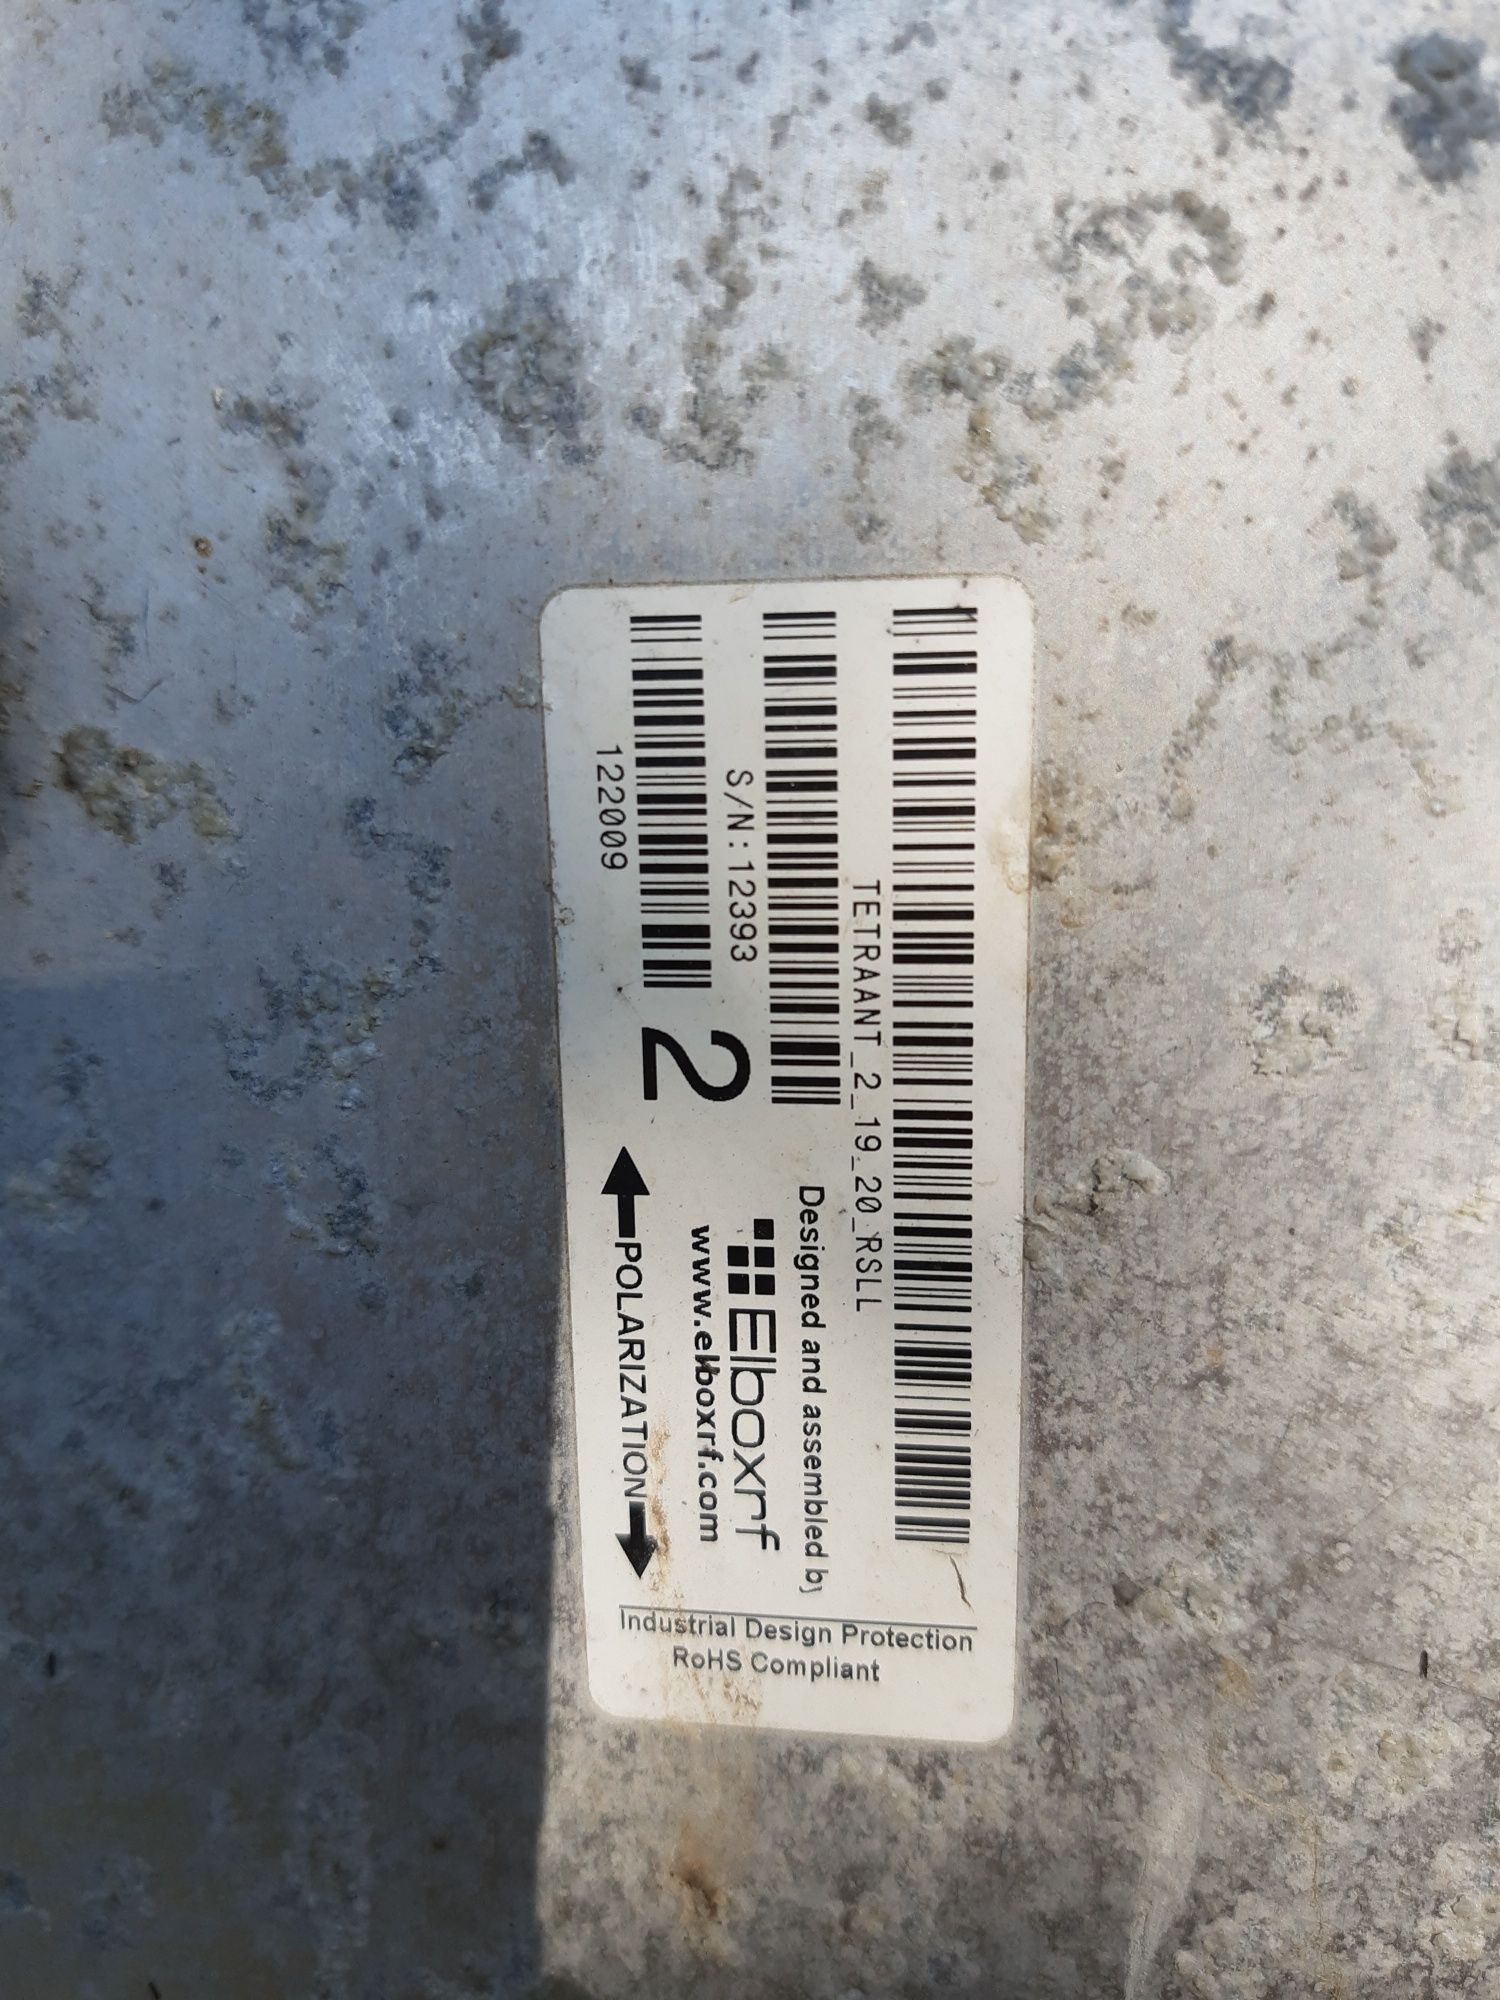 TETRAANT_2_19_20_RSLL
S/N:12393
122009
2
Designed and assembled by
Elboxrf
www.elboxrf.com
POLARIZATION
Industrial Design Protection
RoHS Compliant